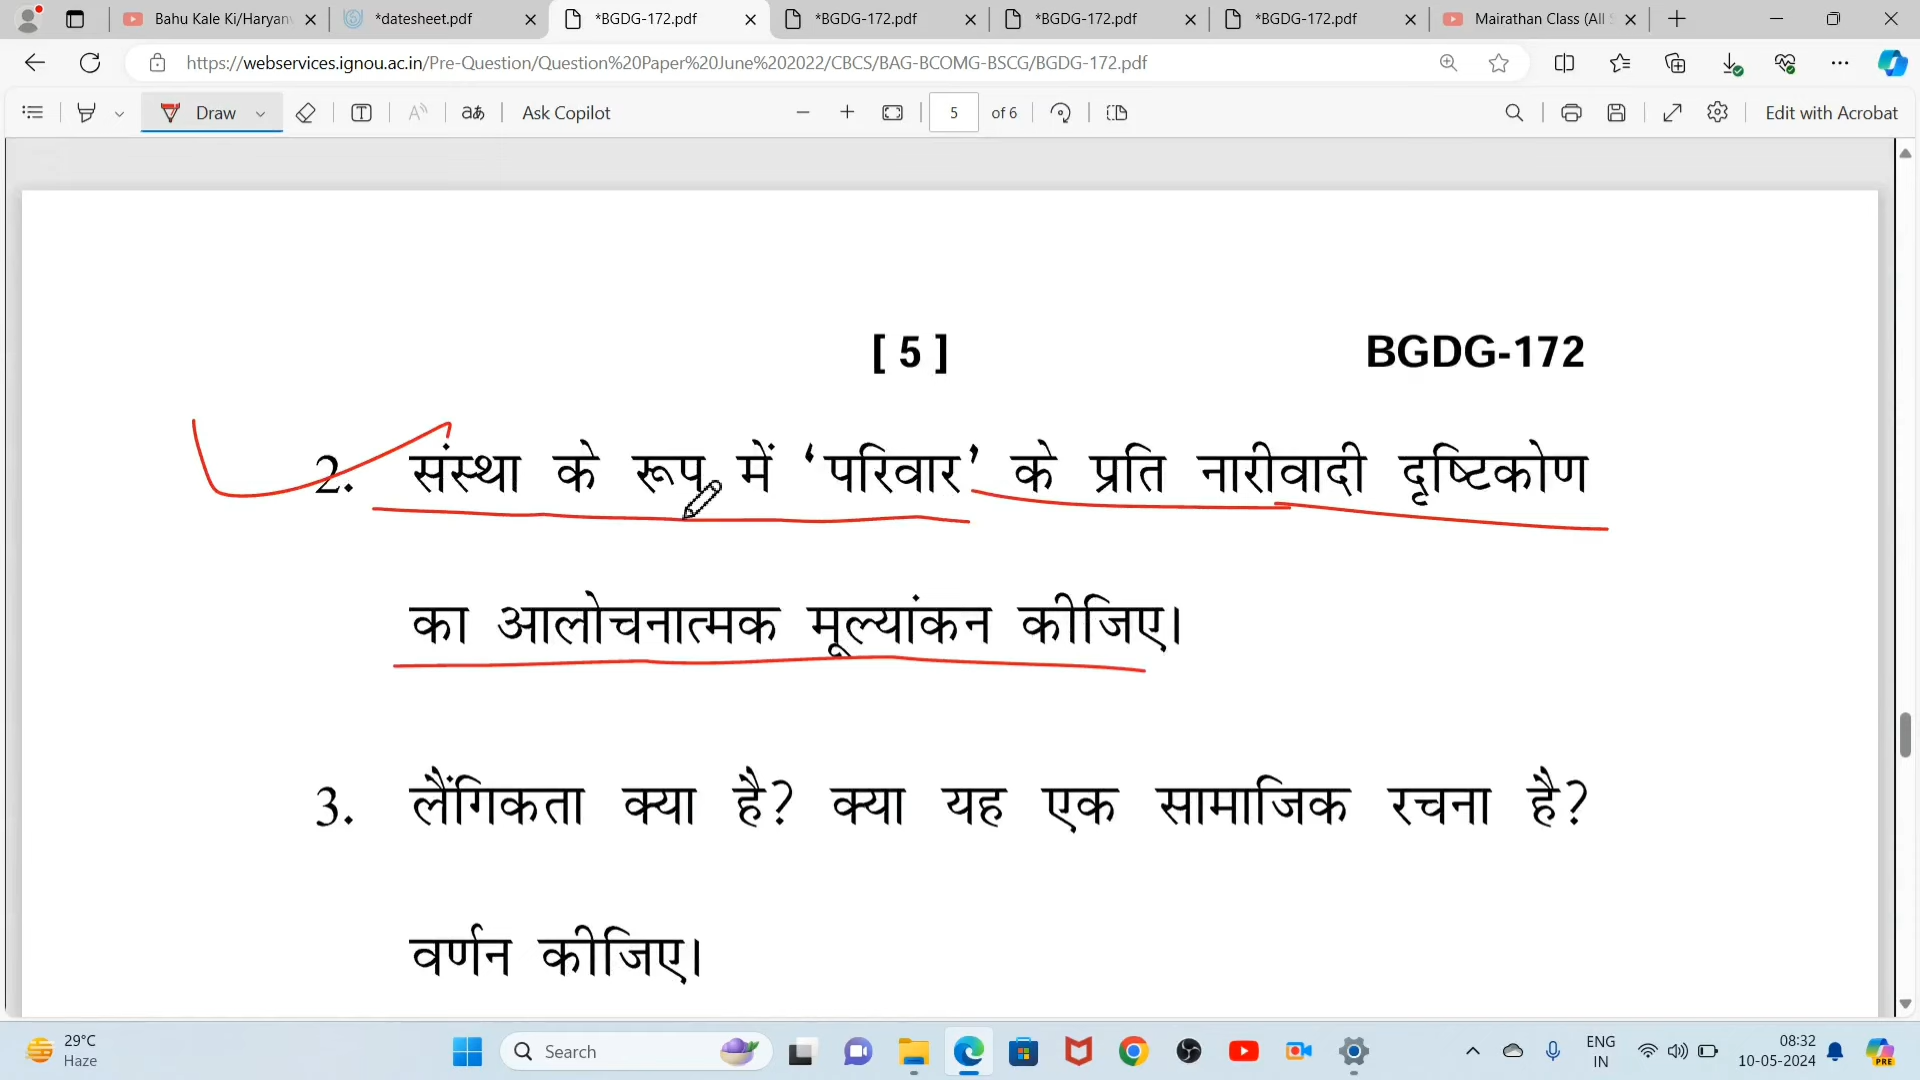 Bahu Kale Ki/Haryan
*datesheet.pdf
*BGDG-172.pdf
*BGDG-172.pdf
*BGDG-172.pdf
*BGDG-172.pdf
Mairathan Class (All S
https://webservices.ignou.ac.in/Pre-Question/Question%20Paper%20June%202022/CBCS/BAG-BCOMG-BSCG/BGDG-172.pdf
Draw
aあ
Ask Copilot
5 of 6
Edit with Acrobat
[ 5 ] BGDG-172
2. संस्था के रूप में ‘परिवार’ के प्रति नारीवादी दृष्टिकोण
का आलोचनात्मक मूल्यांकन कीजिए।
3. लैंगिकता क्या है? क्या यह एक सामाजिक रचना है?
वर्णन कीजिए।
29°C
Haze
Search
ENG
IN
08:32
10-05-2024
PRE